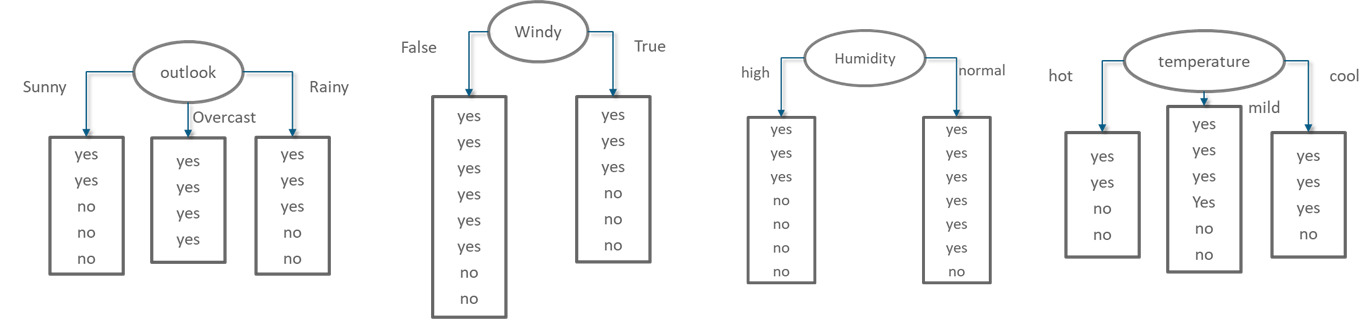 outlook
Sunny
Overcast
Rainy
yes
yes
no
no
no
yes
yes
yes
yes
yes
yes
yes
no
no
Windy
False
True
yes
yes
yes
yes
yes
yes
no
no
yes
yes
yes
no
no
no
Humidity
high
normal
yes
yes
yes
no
no
no
no
yes
yes
yes
yes
yes
yes
no
temperature
hot
mild
cool
yes
yes
no
no
yes
yes
yes
Yes
no
no
yes
yes
yes
no